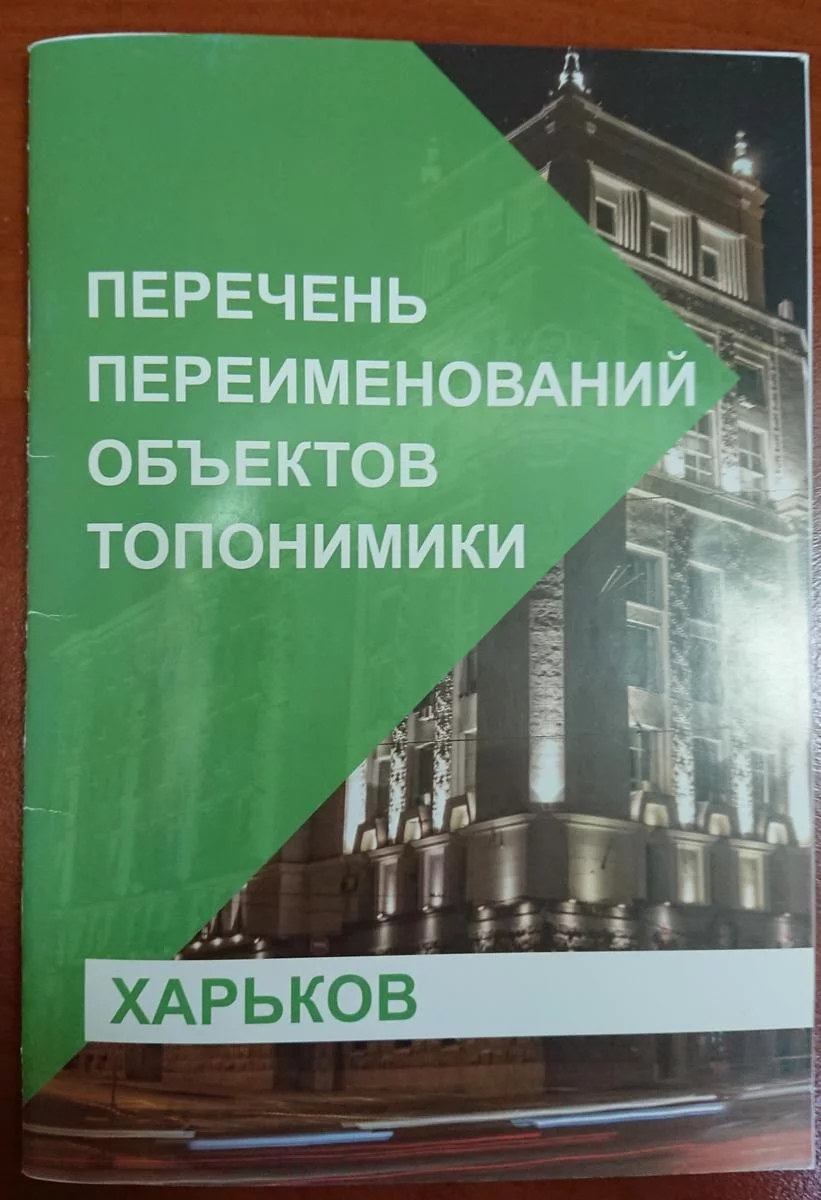 ПЕРЕЧЕНЬ
ПЕРЕИМЕНОВАНИЙ
ОБЪЕКТОВ
ТОПОНИМИКИ
ХАРЬКОВ